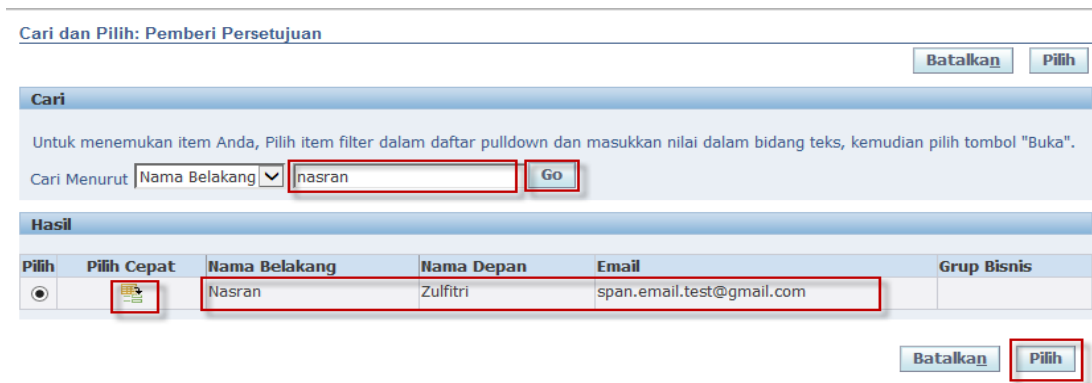 Cari dan Pilih: Pemberi Persetujuan
Batalkan Pilih
Cari
Untuk menemukan item Anda, Pilih item filter dalam daftar pulldown dan masukkan nilai dalam bidang teks, kemudian pilih tombol "Buka".
Cari Menurut Nama Belakang nasran Go
Hasil
Pilih Pilih Cepat Nama Belakang Nama Depan Email Grup Bisnis
Nasran Zulfitri span.email.test@gmail.com
Batalkan Pilih